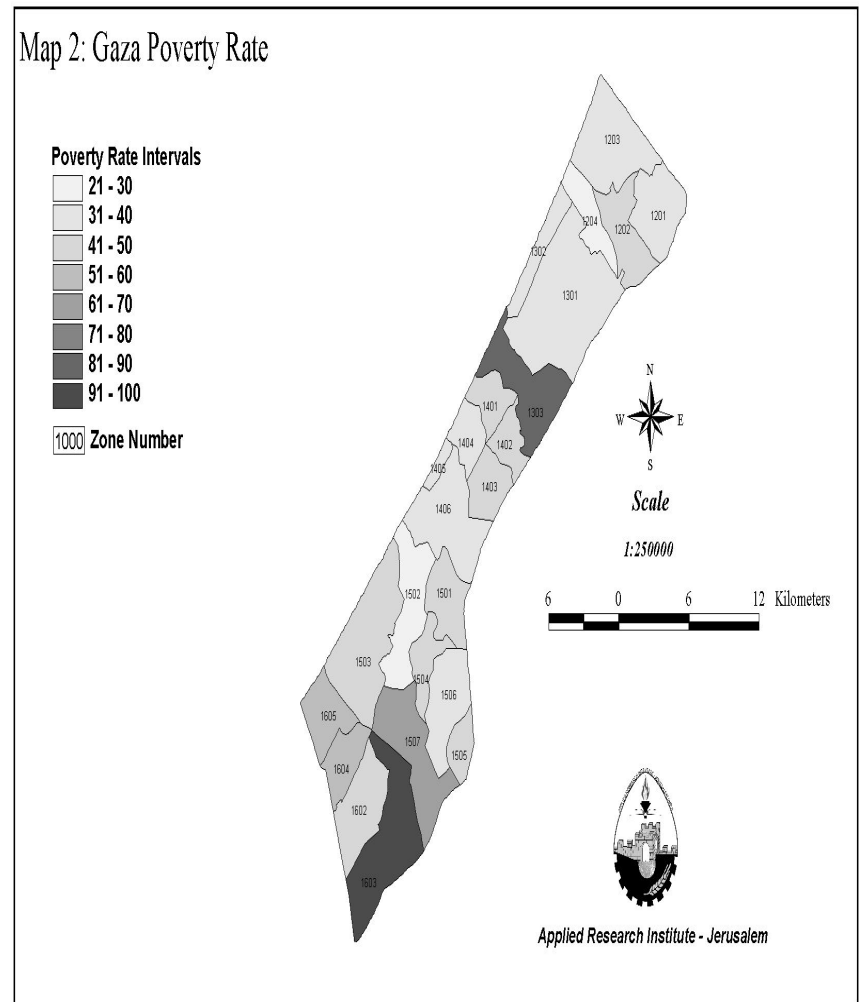 Map 2: Gaza Poverty Rate
Poverty Rate Intervals
21 - 30
31 - 40
41 - 50
51 - 60
61 - 70
71 - 80
81 - 90
91 - 100
1000 Zone Number
1203
1201
1204
1202
1302
1301
1303
1401
1402
1404
1405
1403
1406
1502
1501
1503
1504
1506
1605
1507
1505
1604
1602
1603
N
W E
S
Scale
1:250000
6 0 6 12 Kilometers
Applied Research Institute - Jerusalem